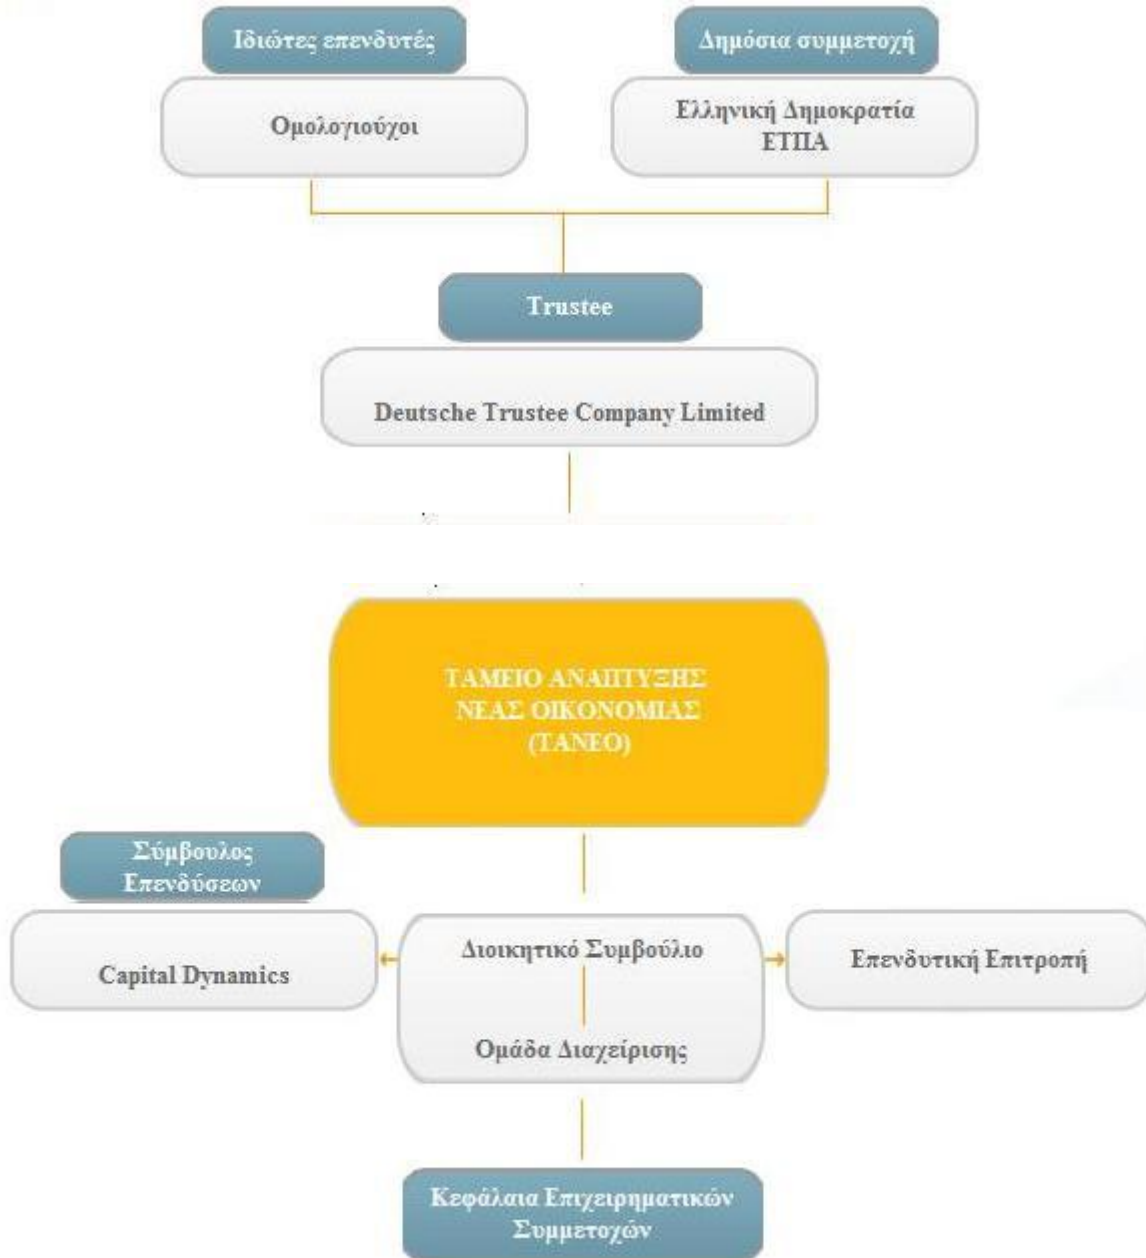 Ιδιώτες επενδυτές
Ομολογιούχοι
Δημόσια συμμετοχή
Ελληνική Δημοκρατία
ΕΤΠΑ
Trustee
Deutsche Trustee Company Limited
ΤΑΜΕΙΟ ΑΝΑΠΤΥΞΗΣ
ΝΕΑΣ ΟΙΚΟΝΟΜΙΑΣ
(ΤΑΝΕΟ)
Σύμβουλος
Επενδύσεων
Capital Dynamics
Διοικητικό Συμβούλιο
Ομάδα Διαχείρισης
Επενδυτική Επιτροπή
Κεφάλαια Επιχειρηματικών
Συμμετοχών